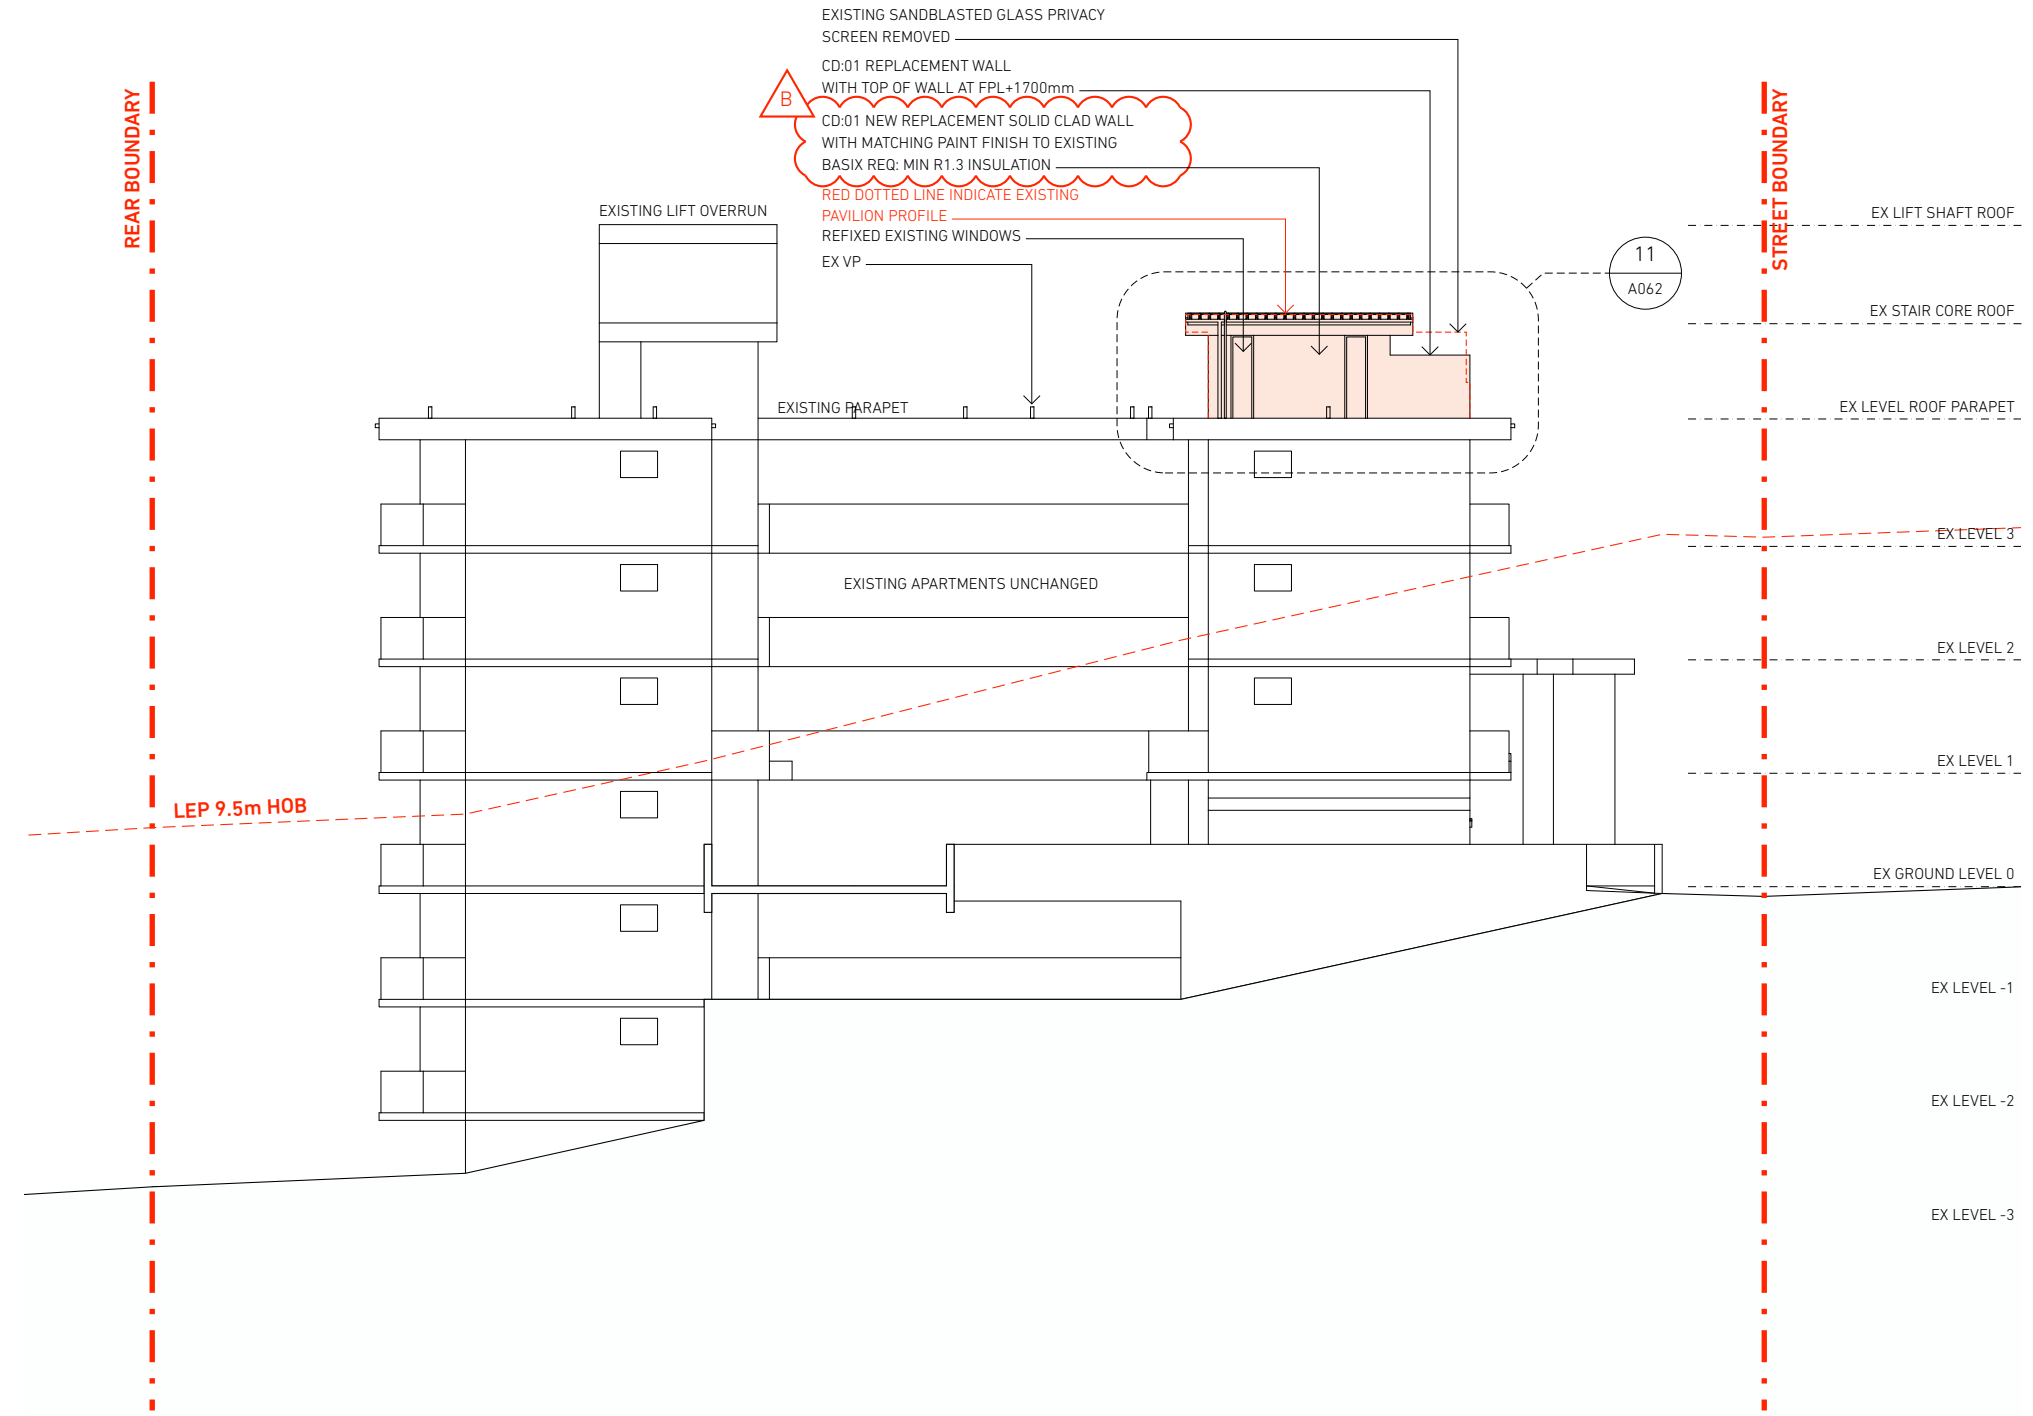 EXISTING SANDBLASTED GLASS PRIVACY
SCREEN REMOVED
CD:01 REPLACEMENT WALL
WITH TOP OF WALL AT FPL+1700mm
B
CD:01 NEW REPLACEMENT SOLID CLAD WALL
WITH MATCHING PAINT FINISH TO EXISTING
BASIX REQ: MIN R1.3 INSULATION
RED DOTTED LINE INDICATE EXISTING
PAVILION PROFILE
REFIXED EXISTING WINDOWS
EX VP
REAR BOUNDARY
STREET BOUNDARY
EXISTING LIFT OVERRUN
11
A062
EX LIFT SHAFT ROOF
EX STAIR CORE ROOF
EXISTING PARAPET
EX LEVEL ROOF PARAPET
EX LEVEL 3
EXISTING APARTMENTS UNCHANGED
EX LEVEL 2
EX LEVEL 1
LEP 9.5m HOB
EX GROUND LEVEL 0
EX LEVEL -1
EX LEVEL -2
EX LEVEL -3